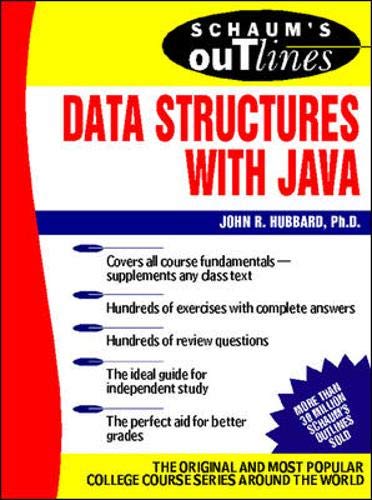 SCHAUM'S
ouTlines
DATA STRUCTURES
WITH JAVA
JOHN R. HUBBARD, Ph.D.
Covers all course fundamentals—
supplements any class text
Hundreds of exercises with complete answers
Hundreds of review questions
The ideal guide for
independent study
The perfect aid for better
grades
MORE THAN
30 MILLION
SCHAUM'S
OUTLINES
SOLD
THE ORIGINAL AND MOST POPULAR
COLLEGE COURSE SERIES AROUND THE WORLD